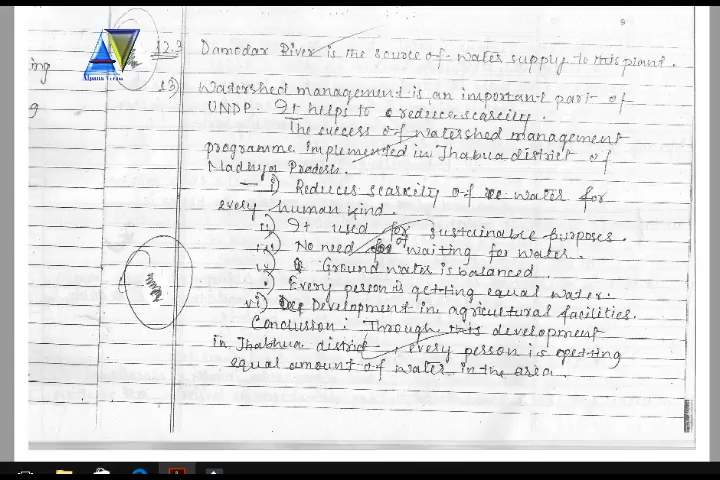 9
12.3 Damodar River is the source of water supply to this plant.
ing
13) Watershed management is an important part of
g
UNDP. It helps to reduce scarcity.
The success of watershed management
programme implemented in Jhabua district of
Madhya Pradesh.
— i) Reduces scarcity of water for
every human kind.
ii) It used for sustainable purposes.
iii) No need of waiting for water.
iv) Ground water is balanced.
v) Every person is getting equal water.
vi) Development in agricultural facilities.
Conclusion: Through this development
in Jhabhua district, every person is getting
equal amount of water in the area.